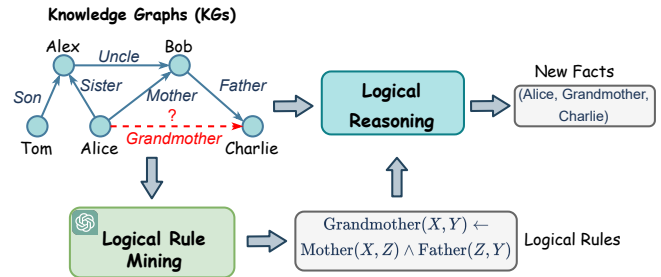 Knowledge Graphs (KGs)
Alex
Bob
Uncle
Son
Sister
Mother
Father
?
Grandmother
Tom
Alice
Charlie
Logical
Reasoning
New Facts
(Alice, Grandmother,
Charlie)
Logical Rule
Mining
Grandmother(X, Y) ←
Mother(X, Z) ∧ Father(Z, Y)
Logical Rules